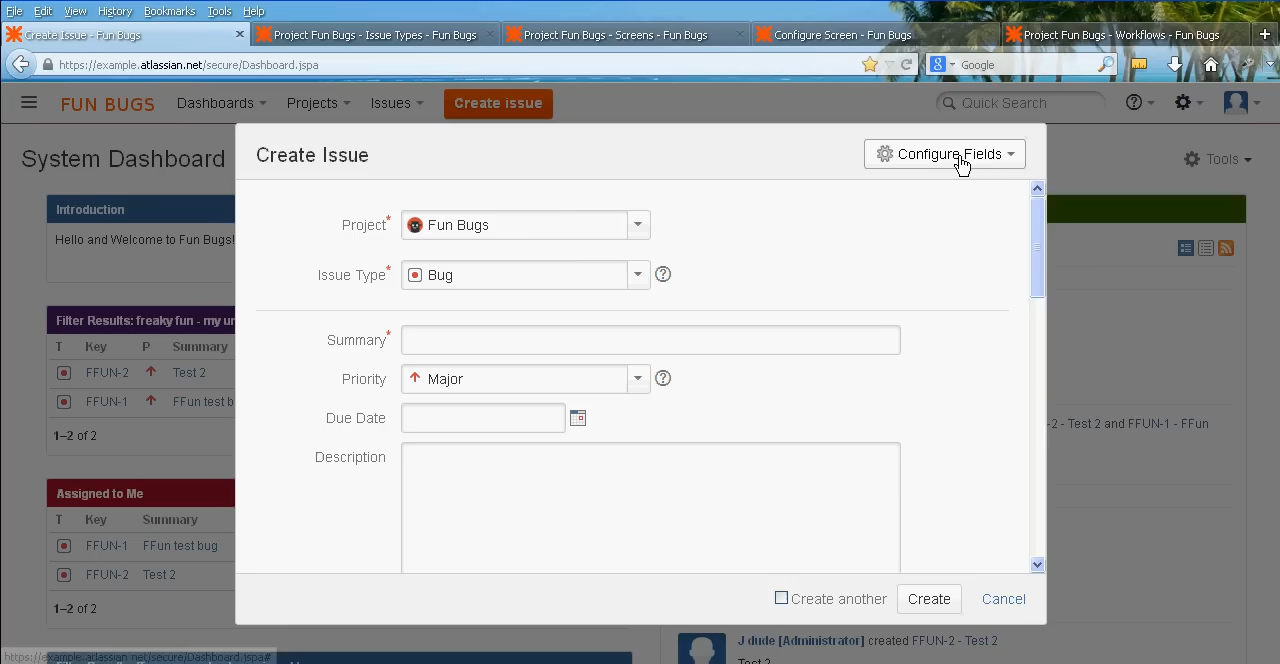 File Edit View History Bookmarks Tools Help
Create Issue - Fun Bugs × Project Fun Bugs - Issue Types - Fun Bugs × Project Fun Bugs - Screens - Fun Bugs × Configure Screen - Fun Bugs × Project Fun Bugs - Workflows - Fun Bugs × +
https://example.atlassian.net/secure/Dashboard.jspa
8 Google
FUN BUGS Dashboards Projects Issues Create issue Quick Search
System Dashboard
Tools
Create Issue
Configure Fields
Introduction
Hello and Welcome to Fun Bugs!
Filter Results: freaky fun - my
T Key P Summary
FFUN-2 Test 2
FFUN-1 FFun test b
1–2 of 2
Assigned to Me
T Key Summary
FFUN-1 FFun test bug
FFUN-2 Test 2
1–2 of 2
Project* Fun Bugs
Issue Type* Bug ?
Summary*
Priority Major ?
Due Date
Description
Create another Create Cancel
-2 - Test 2 and FFUN-1 - FFun
J dude [Administrator] created FFUN-2 - Test 2
Test 2
https://example-atlassian.net/secure/Dashboard.jspa#